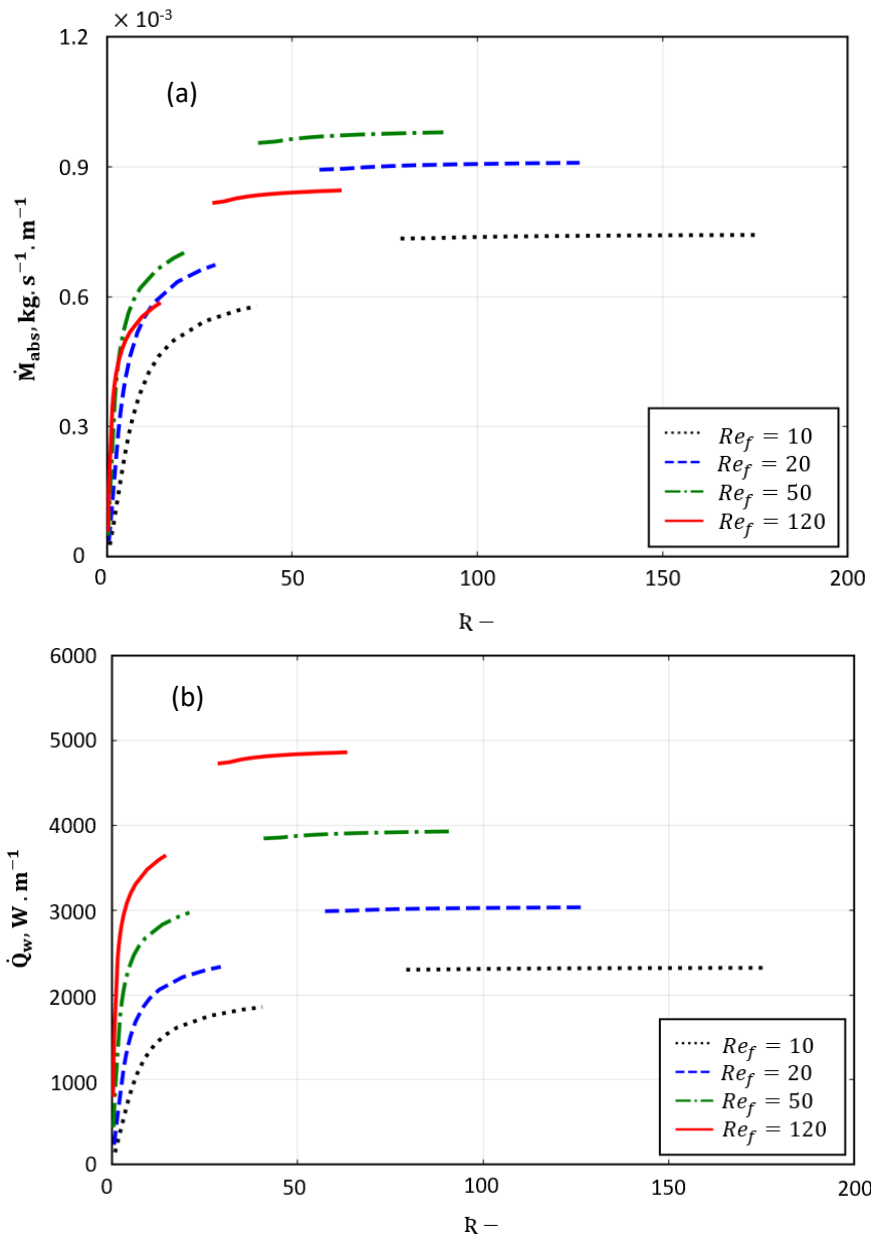 × 10⁻³
1.2
(a)
0.9
0.6
0.3
0
Ṁabs, kg. s⁻¹. m⁻¹
Re_f = 10
Re_f = 20
Re_f = 50
Re_f = 120
0 50 100 150 200
R −
6000
(b)
5000
4000
3000
2000
1000
0
Q̇w, W. m⁻¹
Re_f = 10
Re_f = 20
Re_f = 50
Re_f = 120
0 50 100 150 200
R −